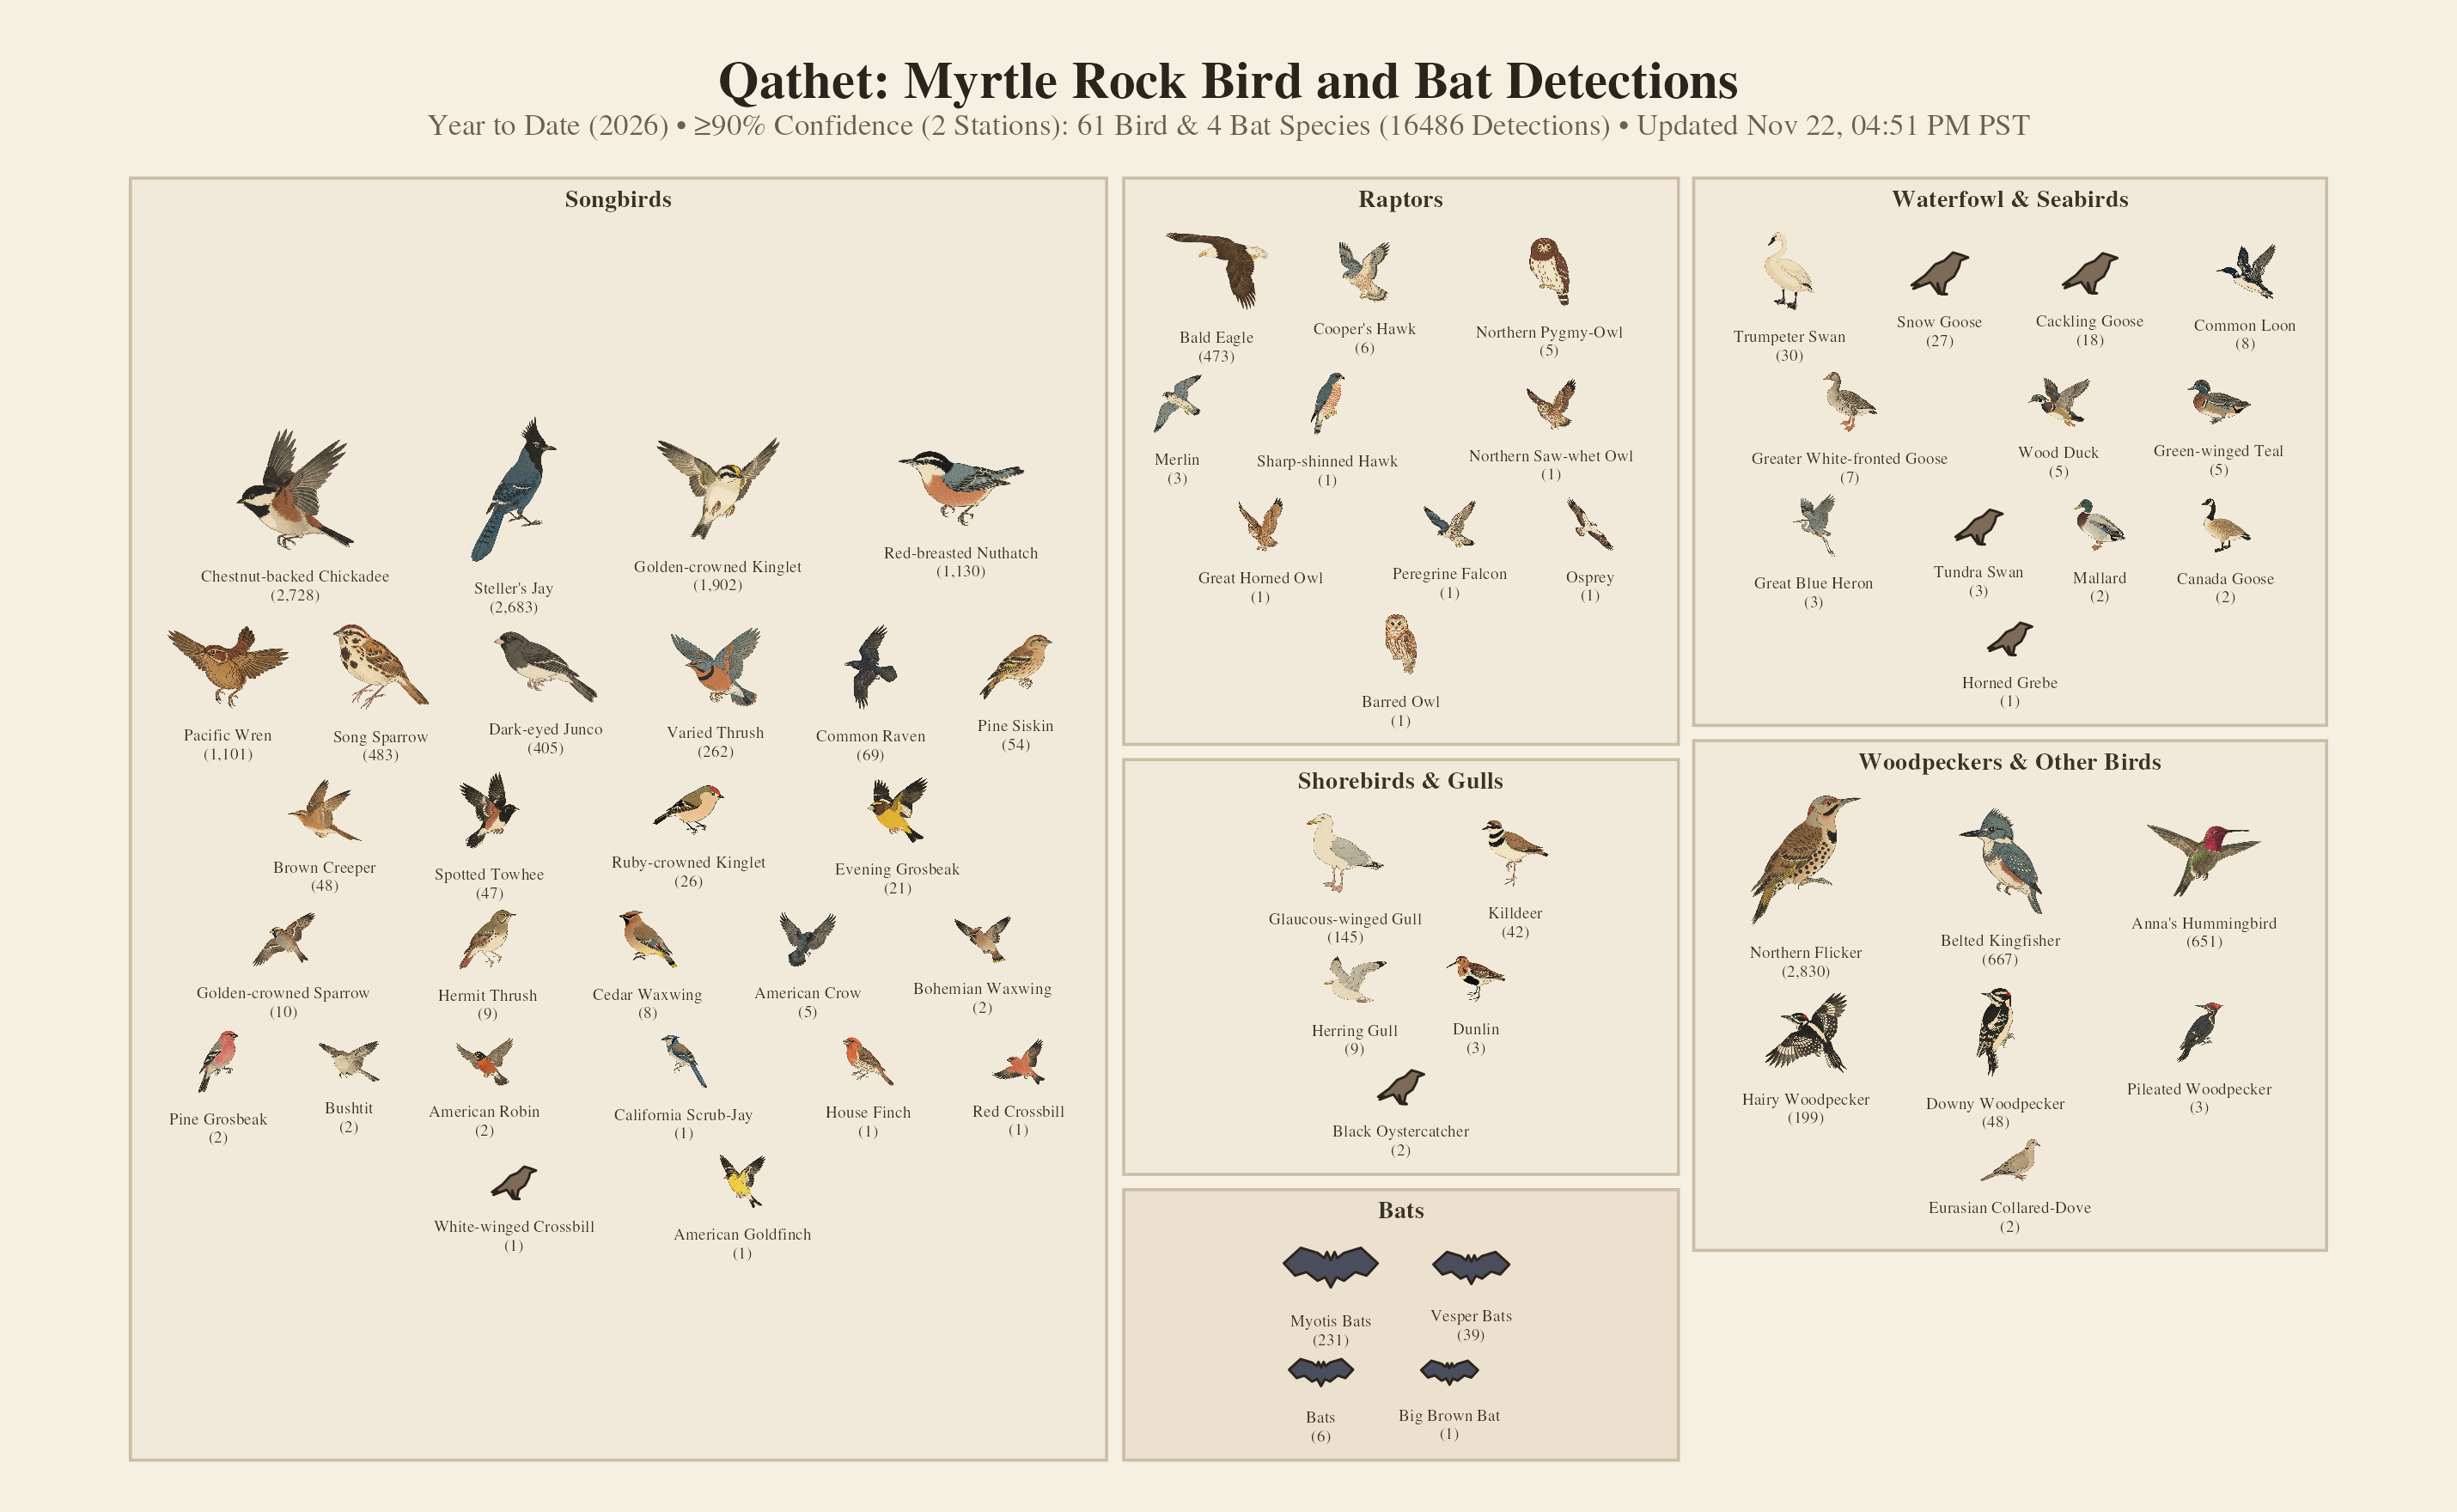 Qathet: Myrtle Rock Bird and Bat Detections
Year to Date (2026) • ≥90% Confidence (2 Stations): 61 Bird & 4 Bat Species (16486 Detections) • Updated Nov 22, 04:51 PM PST
Songbirds
Chestnut-backed Chickadee
(2,728)
Steller's Jay
(2,683)
Golden-crowned Kinglet
(1,902)
Red-breasted Nuthatch
(1,130)
Pacific Wren
(1,101)
Song Sparrow
(483)
Dark-eyed Junco
(405)
Varied Thrush
(262)
Common Raven
(69)
Pine Siskin
(54)
Brown Creeper
(48)
Spotted Towhee
(47)
Ruby-crowned Kinglet
(26)
Evening Grosbeak
(21)
Golden-crowned Sparrow
(10)
Hermit Thrush
(9)
Cedar Waxwing
(8)
American Crow
(5)
Bohemian Waxwing
(2)
Pine Grosbeak
(2)
Bushtit
(2)
American Robin
(2)
California Scrub-Jay
(1)
House Finch
(1)
Red Crossbill
(1)
White-winged Crossbill
(1)
American Goldfinch
(1)
Raptors
Bald Eagle
(473)
Cooper's Hawk
(6)
Northern Pygmy-Owl
(5)
Merlin
(3)
Sharp-shinned Hawk
(1)
Northern Saw-whet Owl
(1)
Great Horned Owl
(1)
Peregrine Falcon
(1)
Osprey
(1)
Barred Owl
(1)
Shorebirds & Gulls
Glaucous-winged Gull
(145)
Killdeer
(42)
Herring Gull
(9)
Dunlin
(3)
Black Oystercatcher
(2)
Bats
Myotis Bats
(231)
Vesper Bats
(39)
Bats
(6)
Big Brown Bat
(1)
Waterfowl & Seabirds
Trumpeter Swan
(30)
Snow Goose
(27)
Cackling Goose
(18)
Common Loon
(8)
Greater White-fronted Goose
(7)
Wood Duck
(5)
Green-winged Teal
(5)
Great Blue Heron
(3)
Tundra Swan
(3)
Mallard
(2)
Canada Goose
(2)
Horned Grebe
(1)
Woodpeckers & Other Birds
Northern Flicker
(2,830)
Belted Kingfisher
(667)
Anna's Hummingbird
(651)
Hairy Woodpecker
(199)
Downy Woodpecker
(48)
Pileated Woodpecker
(3)
Eurasian Collared-Dove
(2)